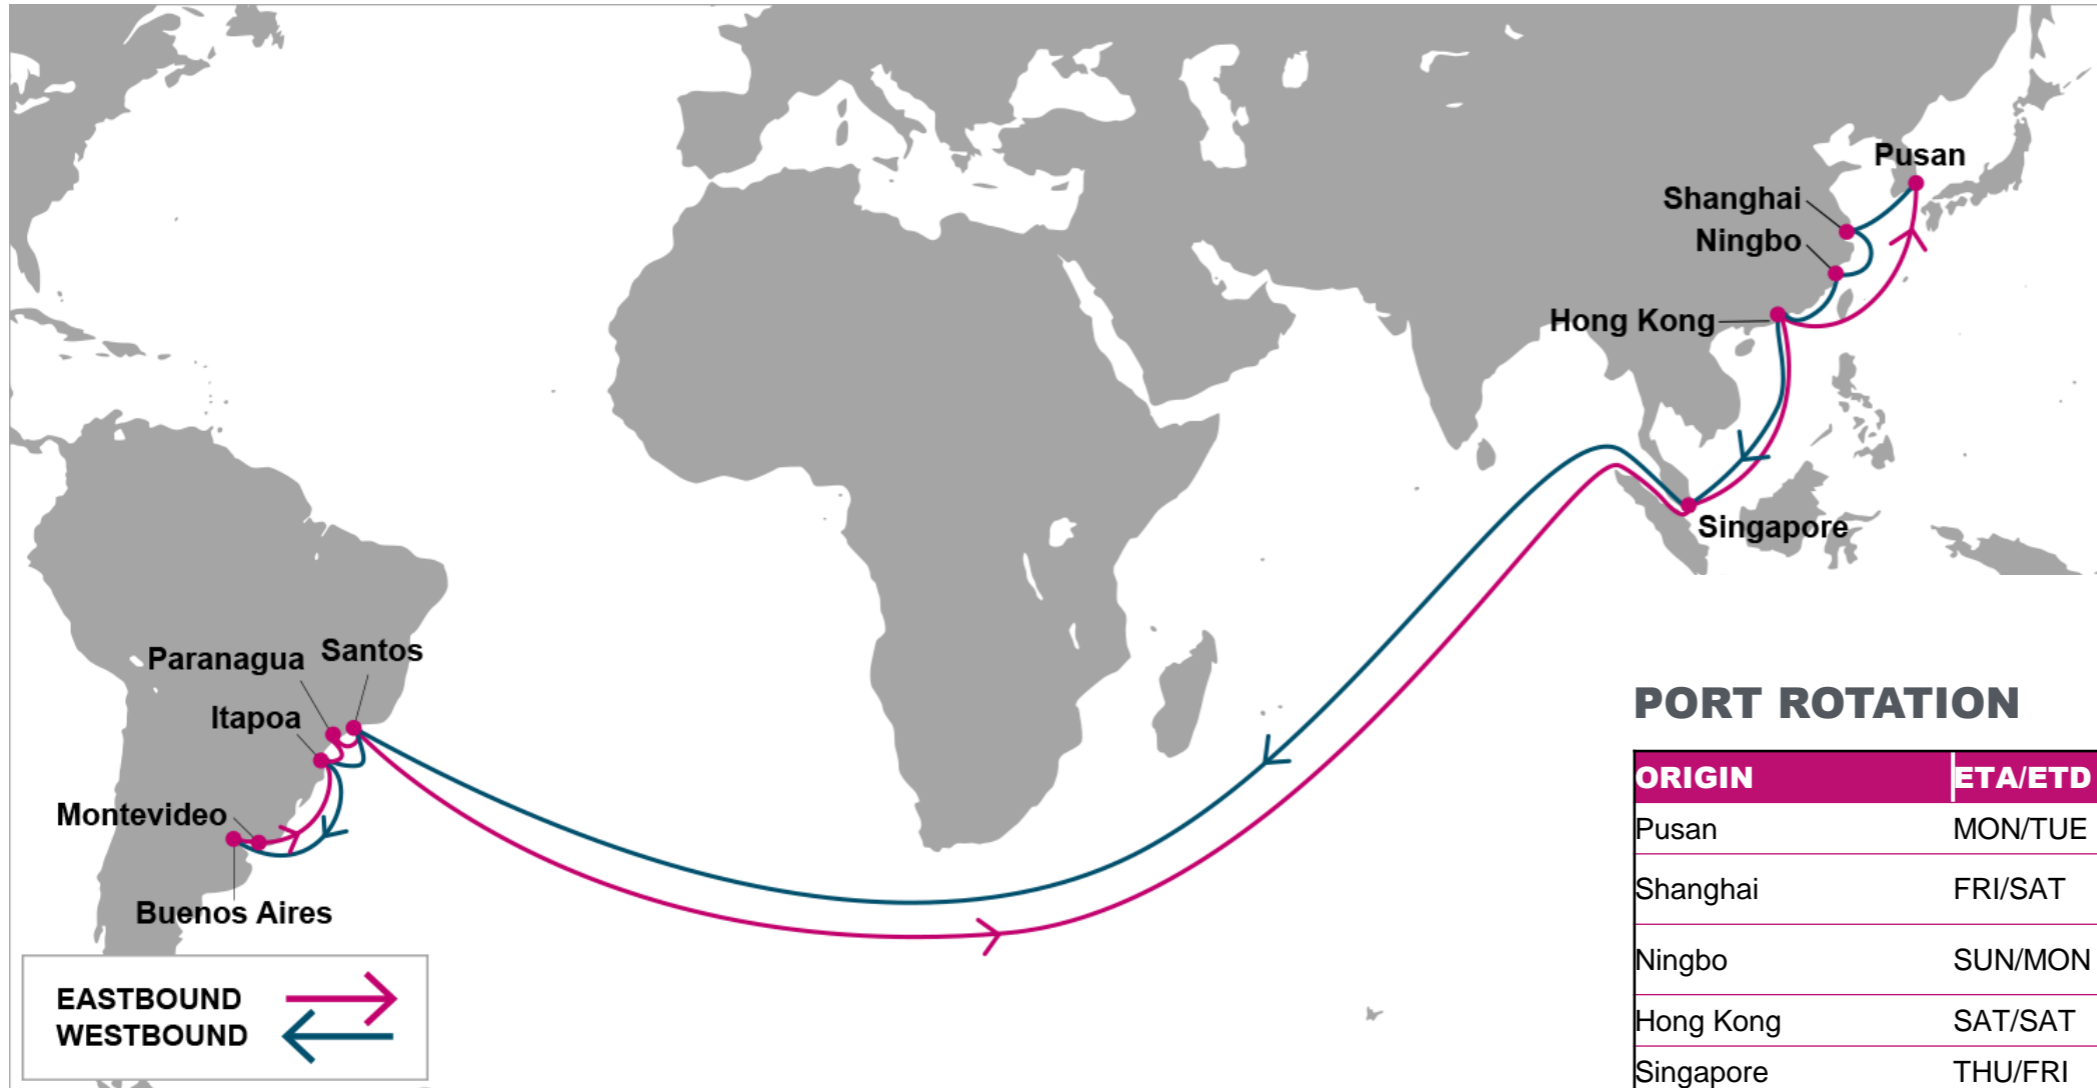 Pusan
Shanghai
Ningbo
Hong Kong
Singapore
Paranagua
Santos
Itapoa
Montevideo
Buenos Aires
EASTBOUND
WESTBOUND
PORT ROTATION
ORIGIN ETA/ETD
Pusan MON/TUE
Shanghai FRI/SAT
Ningbo SUN/MON
Hong Kong SAT/SAT
Singapore THU/FRI